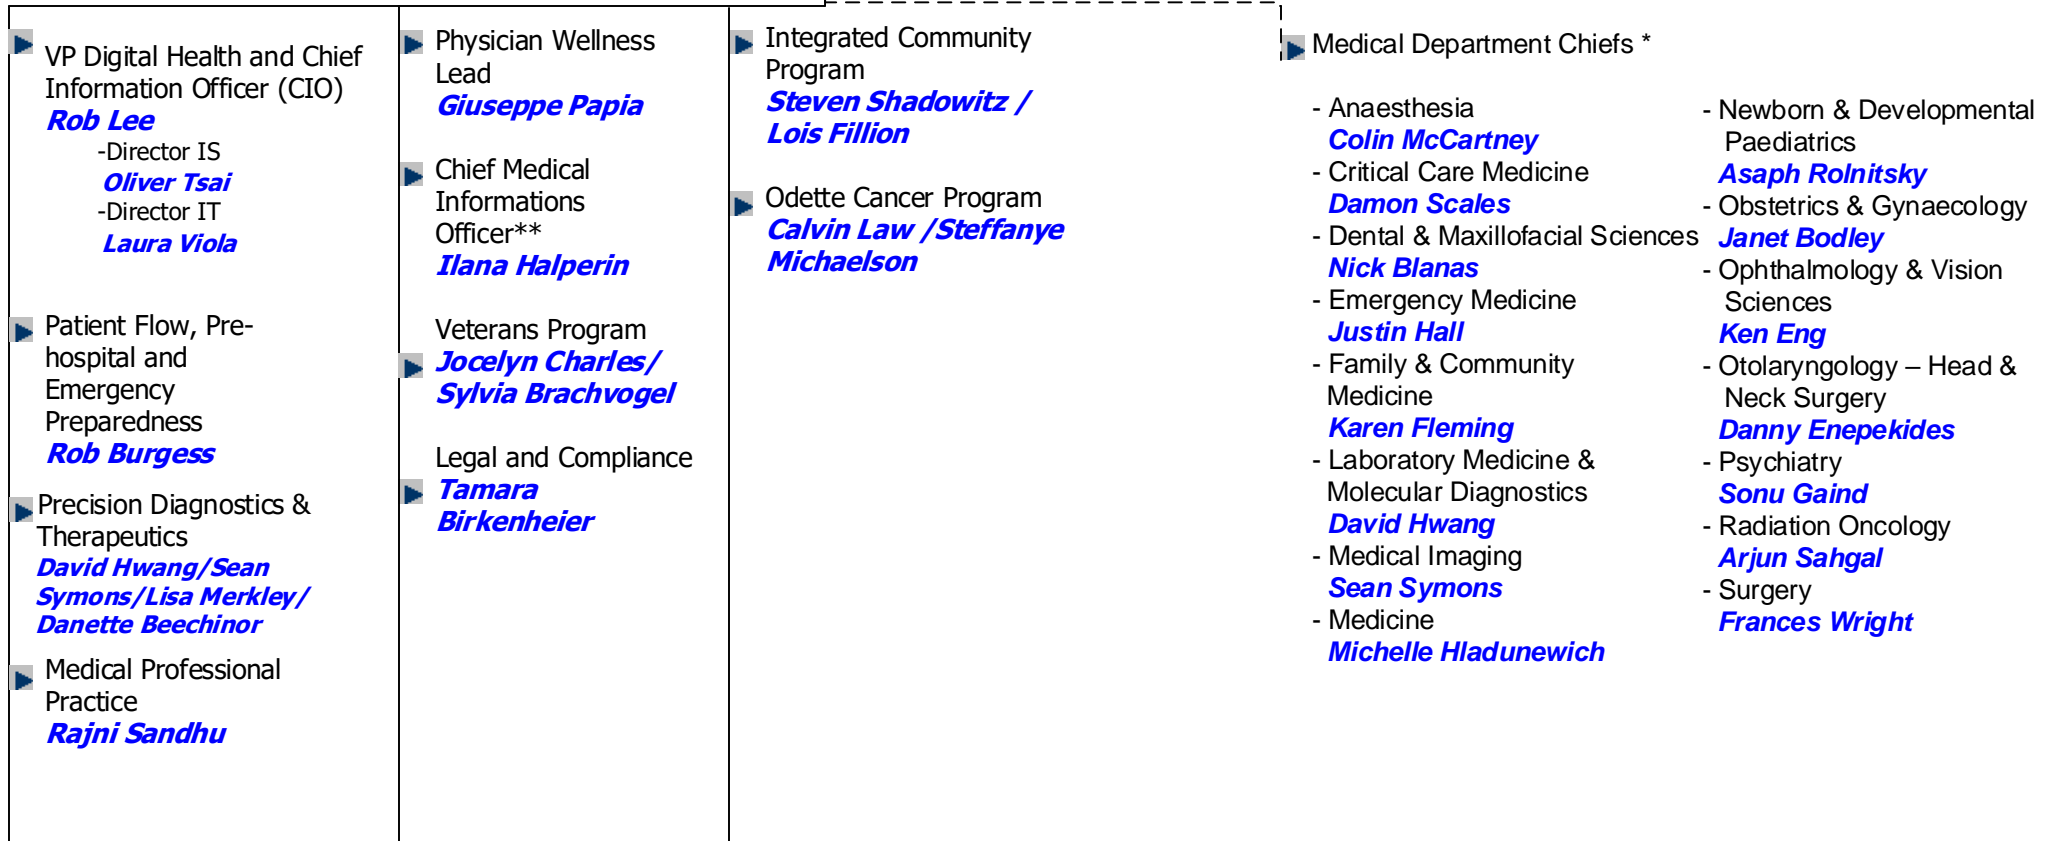 VP Digital Health and Chief
Information Officer (CIO)
Rob Lee
-Director IS
Oliver Tsai
-Director IT
Laura Viola
Patient Flow, Pre-
hospital and
Emergency
Preparedness
Rob Burgess
Precision Diagnostics &
Therapeutics
David Hwang/Sean
Symons/Lisa Merkley/
Danette Beechinor
Medical Professional
Practice
Rajni Sandhu
Physician Wellness
Lead
Giuseppe Papia
Chief Medical
Informations
Officer**
Ilana Halperin
Veterans Program
Jocelyn Charles/
Sylvia Brachvogel
Legal and Compliance
Tamara
Birkenheier
Integrated Community
Program
Steven Shadowitz /
Lois Fillion
Odette Cancer Program
Calvin Law /Steffanye
Michaelson
Medical Department Chiefs *
- Anaesthesia
Colin McCartney
- Critical Care Medicine
Damon Scales
- Dental & Maxillofacial Sciences
Nick Blanas
- Emergency Medicine
Justin Hall
- Family & Community
Medicine
Karen Fleming
- Laboratory Medicine &
Molecular Diagnostics
David Hwang
- Medical Imaging
Sean Symons
- Medicine
Michelle Hladunewich
- Newborn & Developmental
Paediatrics
Asaph Rolnitsky
- Obstetrics & Gynaecology
Janet Bodley
- Ophthalmology & Vision
Sciences
Ken Eng
- Otolaryngology – Head &
Neck Surgery
Danny Enepekides
- Psychiatry
Sonu Gaind
- Radiation Oncology
Arjun Sahgal
- Surgery
Frances Wright